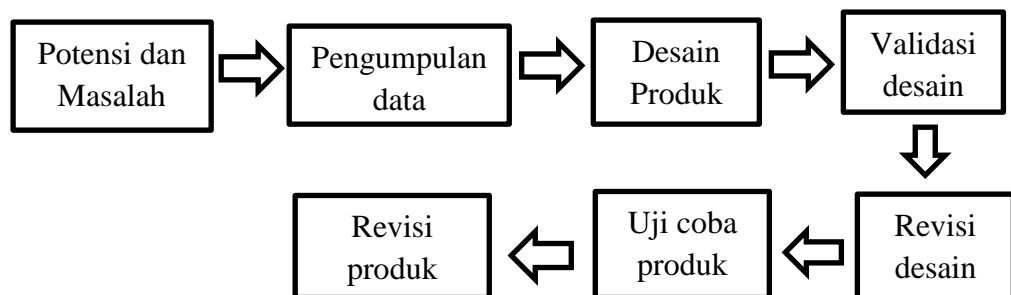 Potensi dan
Masalah
Pengumpulan
data
Desain
Produk
Validasi
desain
Revisi
desain
Uji coba
produk
Revisi
produk